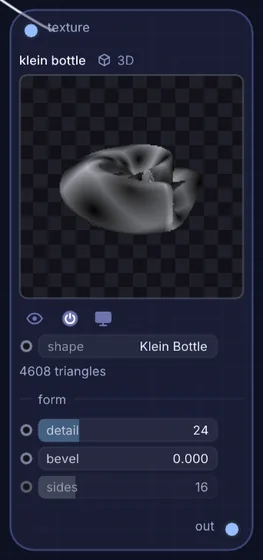 texture
klein bottle 3D
shape Klein Bottle
4608 triangles
form
detail 24
bevel 0.000
sides 16
out